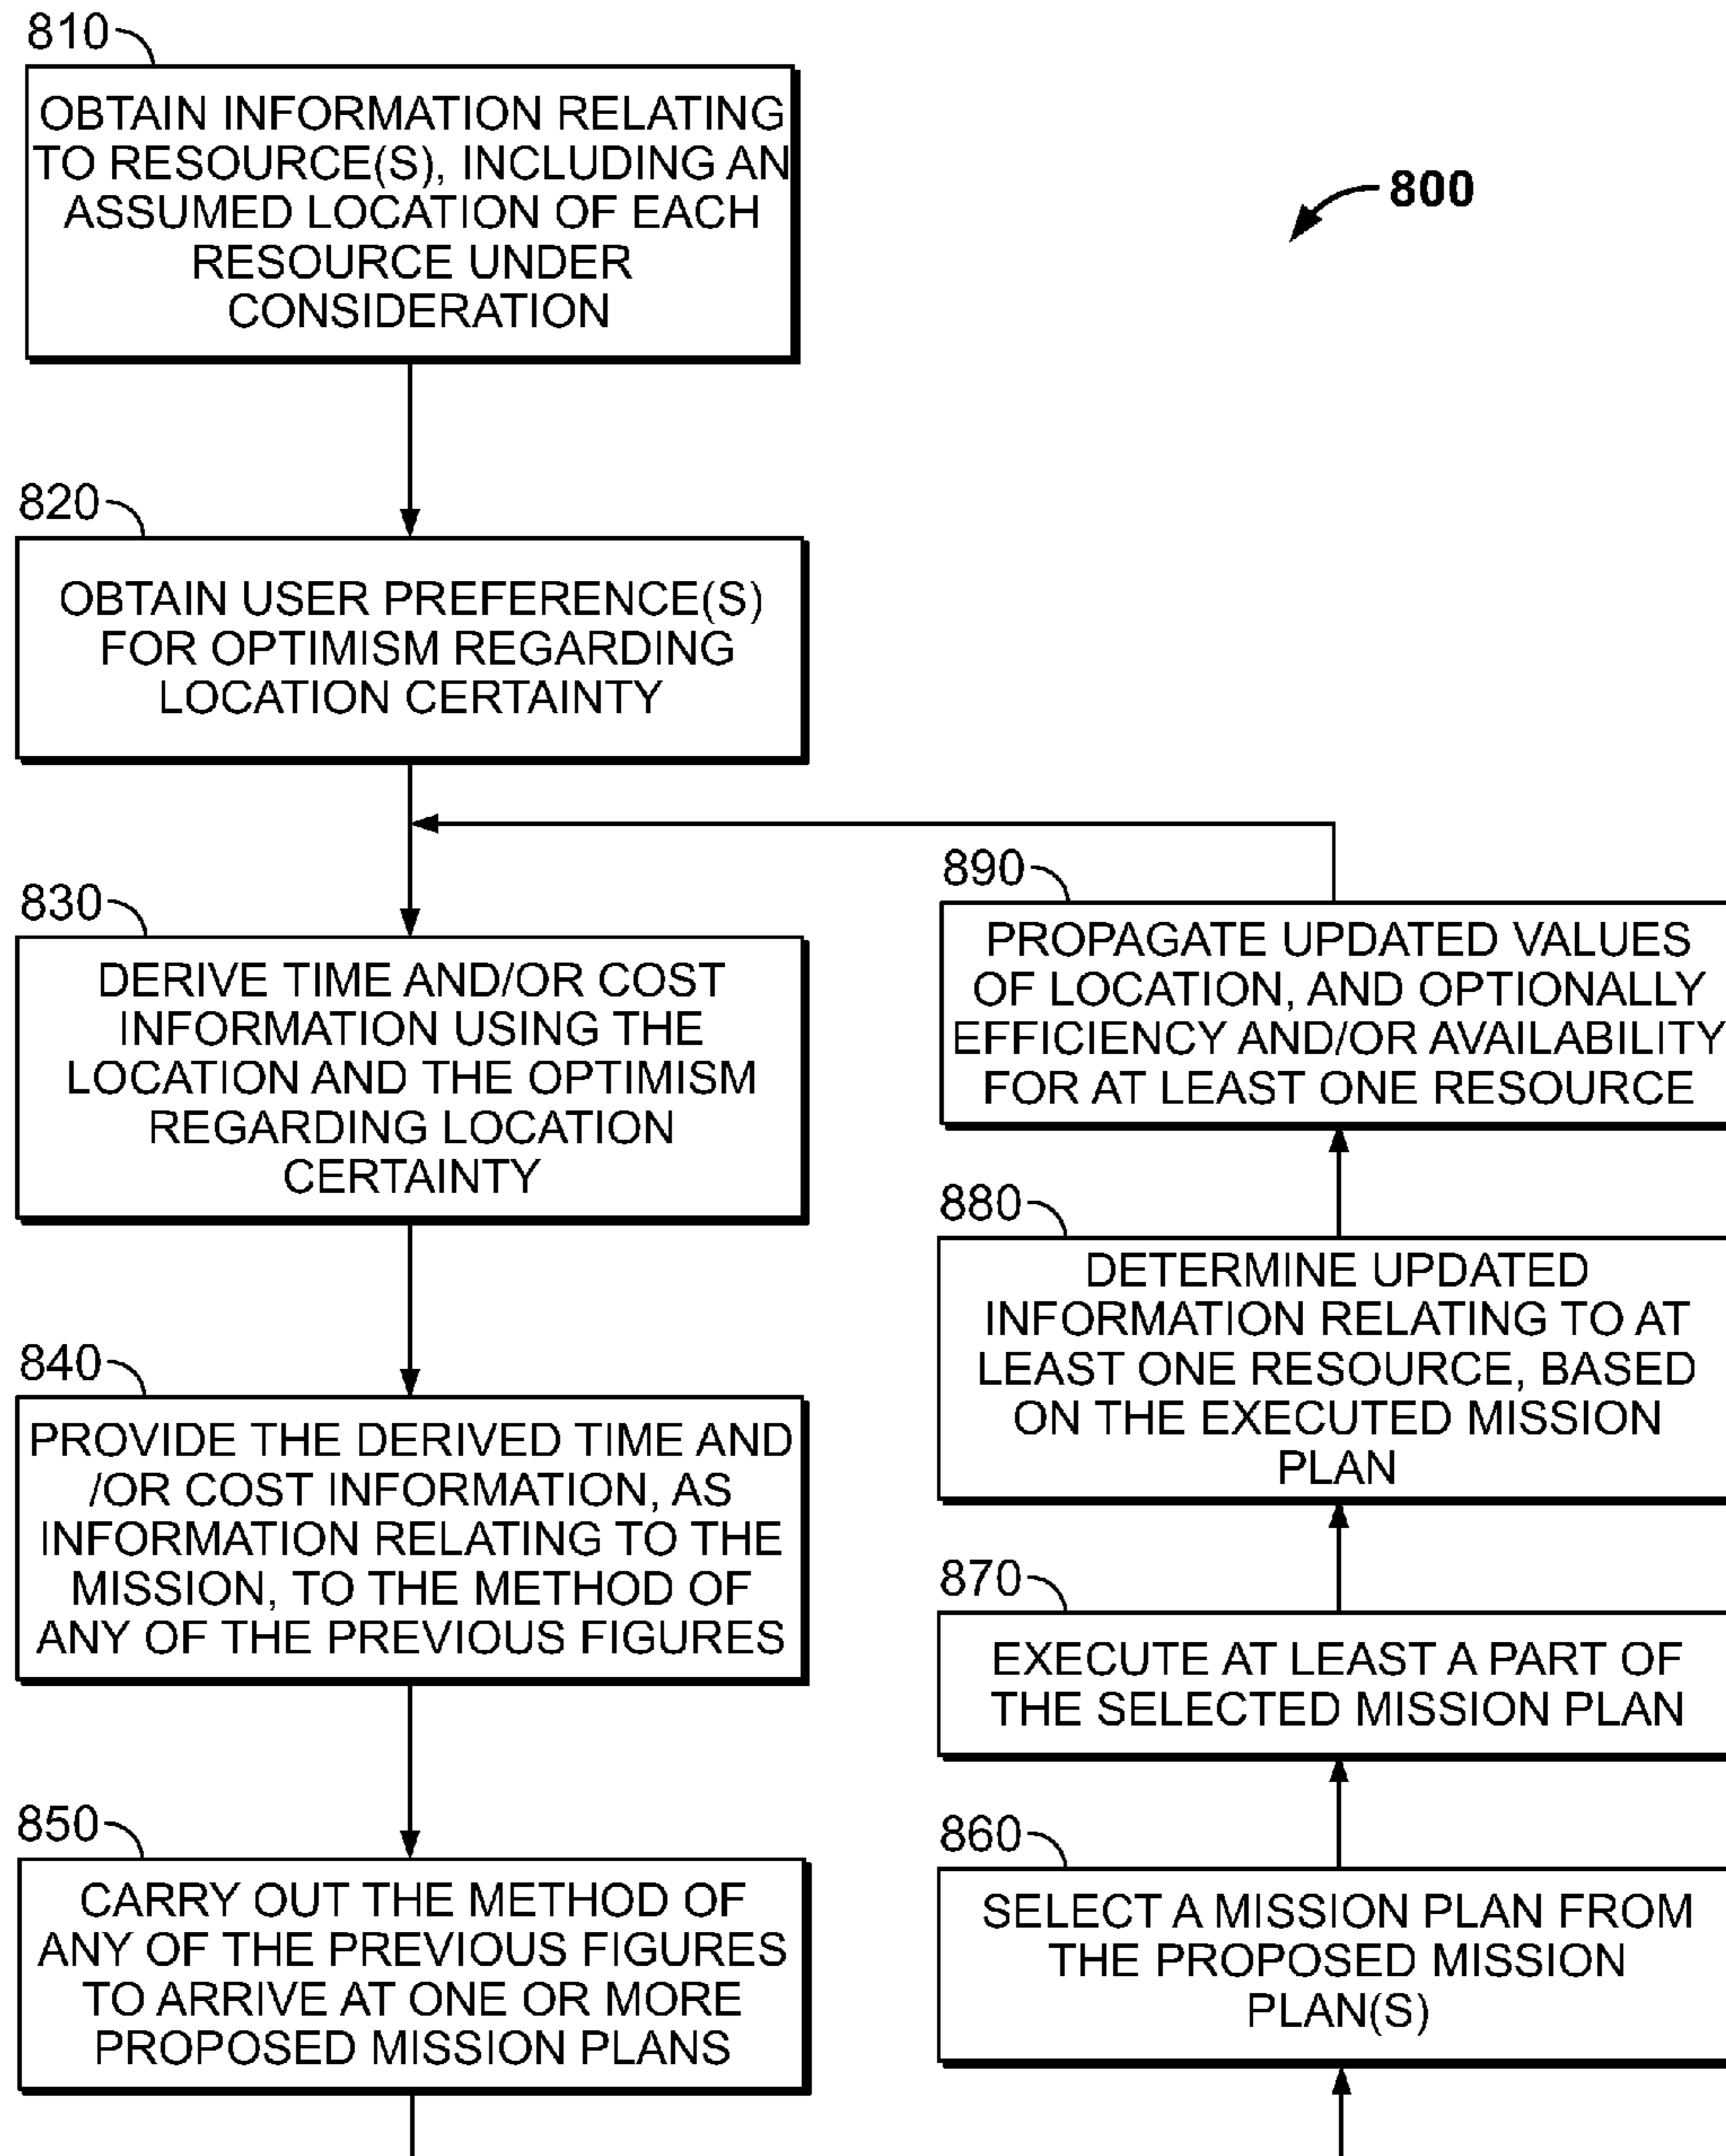 810
OBTAIN INFORMATION RELATING
TO RESOURCE(S), INCLUDING AN
ASSUMED LOCATION OF EACH
RESOURCE UNDER
CONSIDERATION
800
820
OBTAIN USER PREFERENCE(S)
FOR OPTIMISM REGARDING
LOCATION CERTAINTY
830
DERIVE TIME AND/OR COST
INFORMATION USING THE
LOCATION AND THE OPTIMISM
REGARDING LOCATION
CERTAINTY
840
PROVIDE THE DERIVED TIME AND
/OR COST INFORMATION, AS
INFORMATION RELATING TO THE
MISSION, TO THE METHOD OF
ANY OF THE PREVIOUS FIGURES
850
CARRY OUT THE METHOD OF
ANY OF THE PREVIOUS FIGURES
TO ARRIVE AT ONE OR MORE
PROPOSED MISSION PLANS
890
PROPAGATE UPDATED VALUES
OF LOCATION, AND OPTIONALLY
EFFICIENCY AND/OR AVAILABILITY
FOR AT LEAST ONE RESOURCE
880
DETERMINE UPDATED
INFORMATION RELATING TO AT
LEAST ONE RESOURCE, BASED
ON THE EXECUTED MISSION
PLAN
870
EXECUTE AT LEAST A PART OF
THE SELECTED MISSION PLAN
860
SELECT A MISSION PLAN FROM
THE PROPOSED MISSION
PLAN(S)